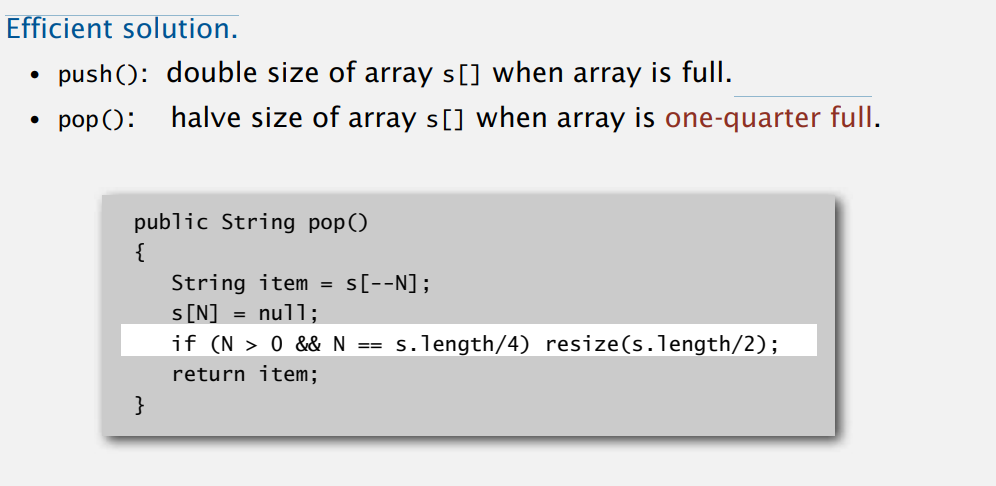 Efficient solution.
• push(): double size of array s[] when array is full.
• pop(): halve size of array s[] when array is one-quarter full.
public String pop()
{
String item = s[--N];
s[N] = null;
if (N > 0 && N == s.length/4) resize(s.length/2);
return item;
}